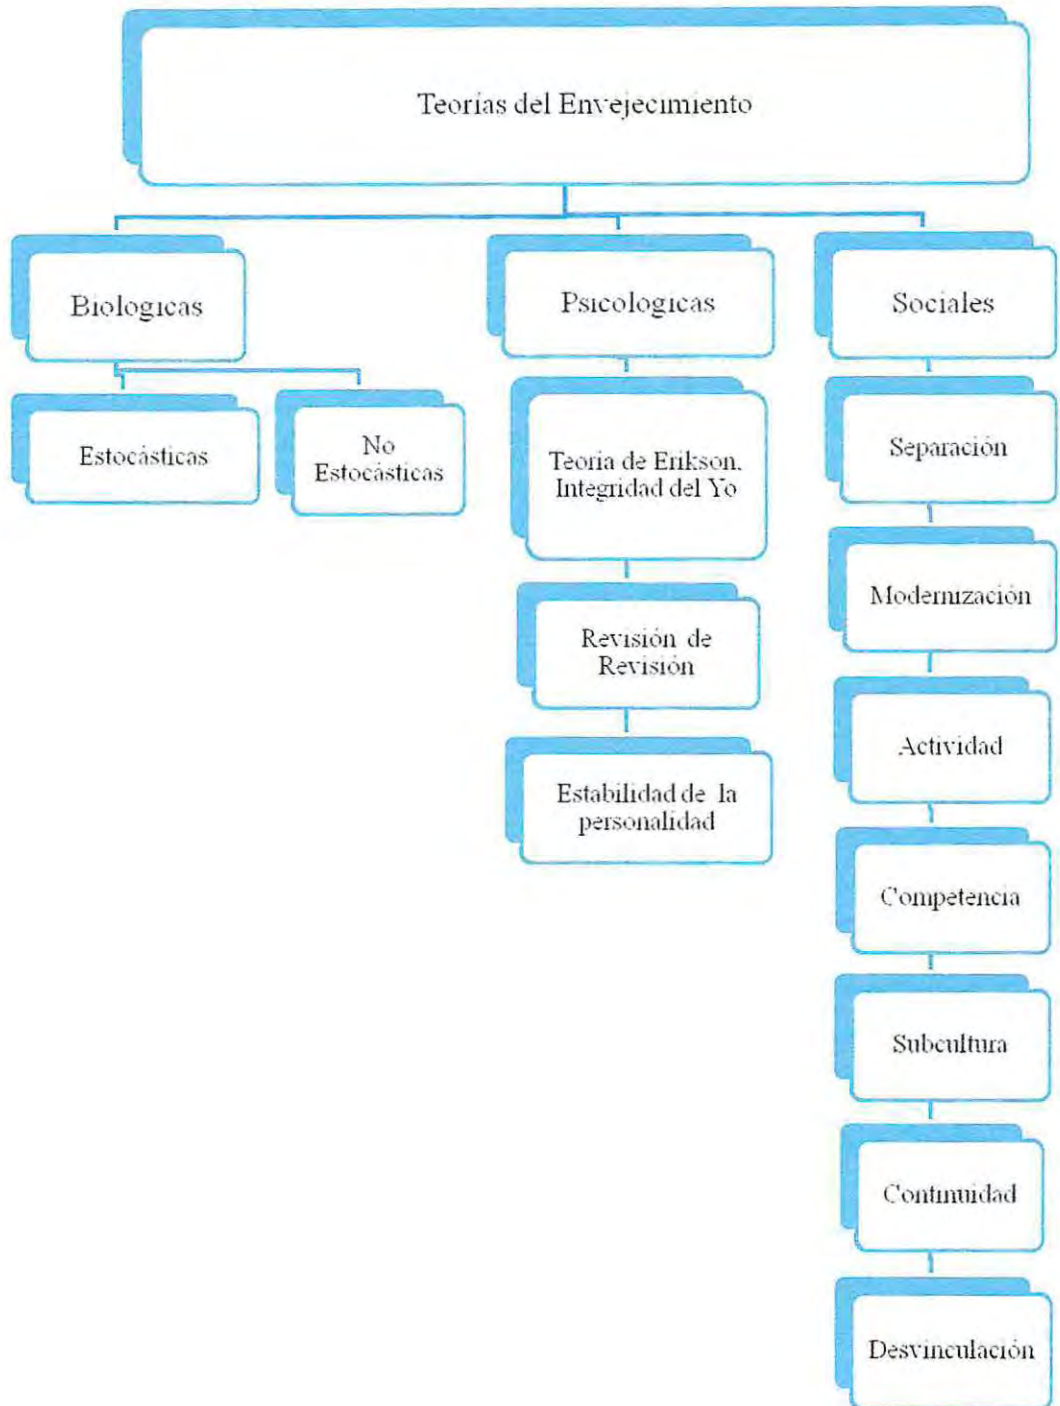 Teorías del Envejecimiento
Biologicas
Psicologicas
Sociales
Estocásticas
No
Estocásticas
Teoria de Erikson.
Integridad del Yo
Revisión de
Revisión
Estabilidad de la
personalidad
Separación
Modernización
Actividad
Competencia
Subcultura
Continuidad
Desvinculación